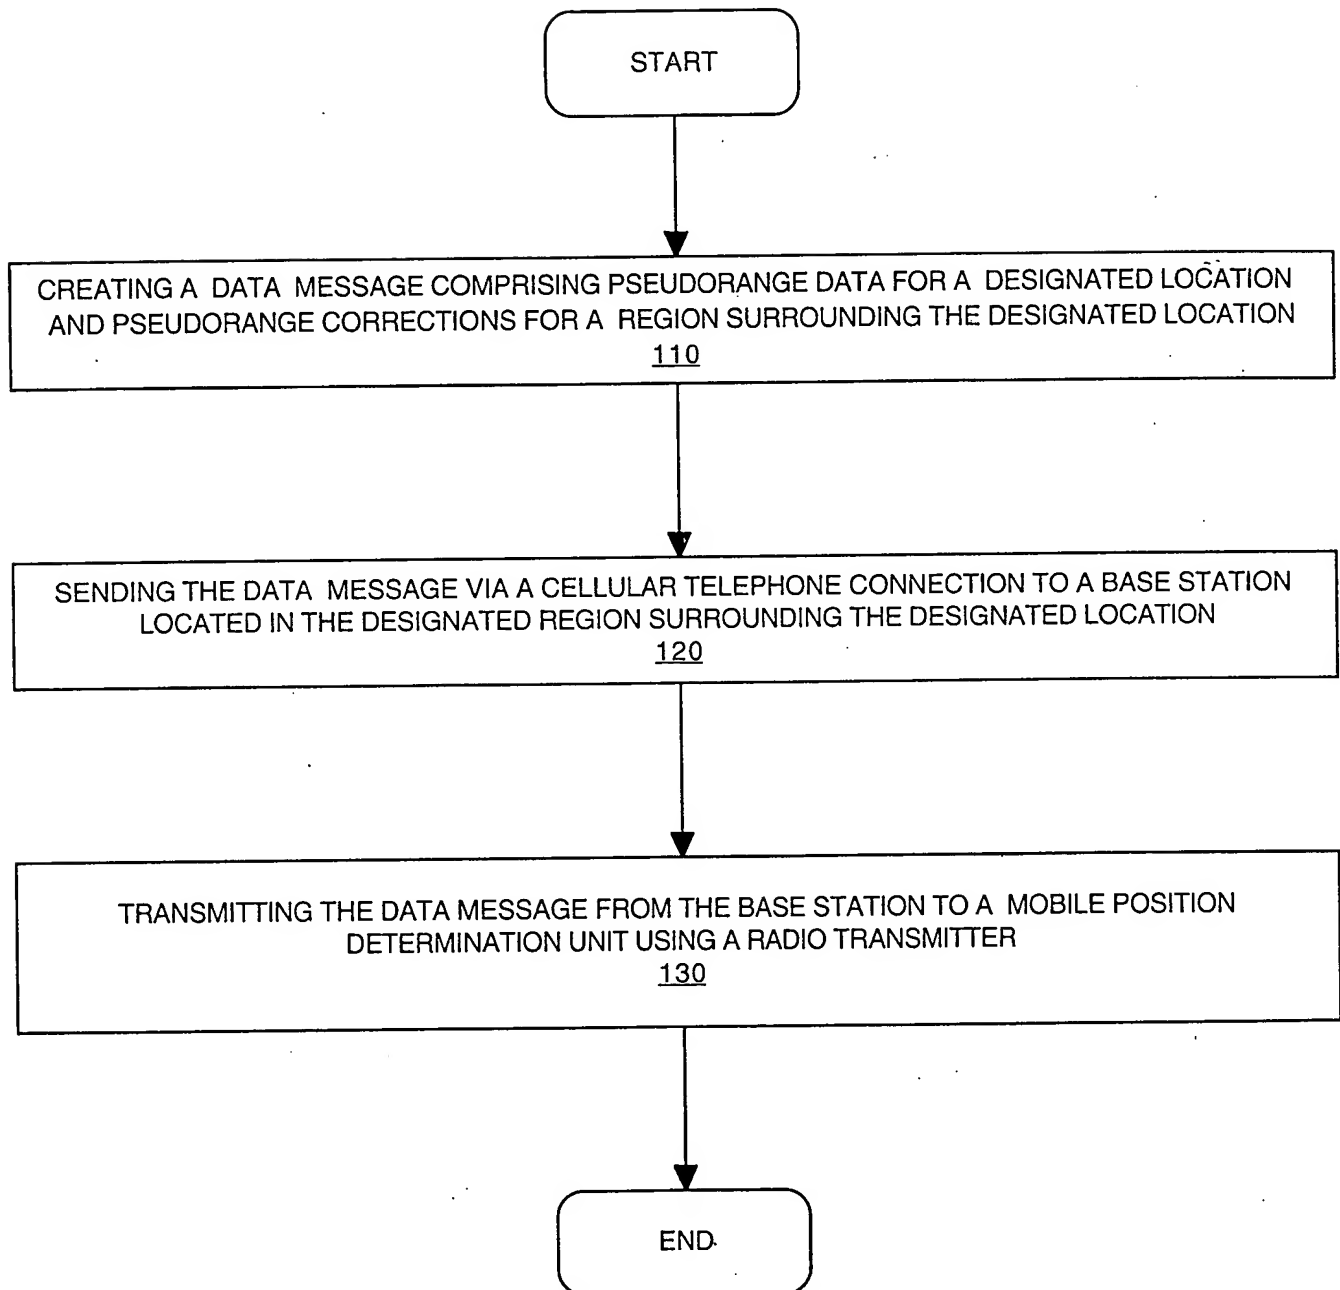 START
CREATING A DATA MESSAGE COMPRISING PSEUDORANGE DATA FOR A DESIGNATED LOCATION
AND PSEUDORANGE CORRECTIONS FOR A REGION SURROUNDING THE DESIGNATED LOCATION
110
SENDING THE DATA MESSAGE VIA A CELLULAR TELEPHONE CONNECTION TO A BASE STATION
LOCATED IN THE DESIGNATED REGION SURROUNDING THE DESIGNATED LOCATION
120
TRANSMITTING THE DATA MESSAGE FROM THE BASE STATION TO A MOBILE POSITION
DETERMINATION UNIT USING A RADIO TRANSMITTER
130
END